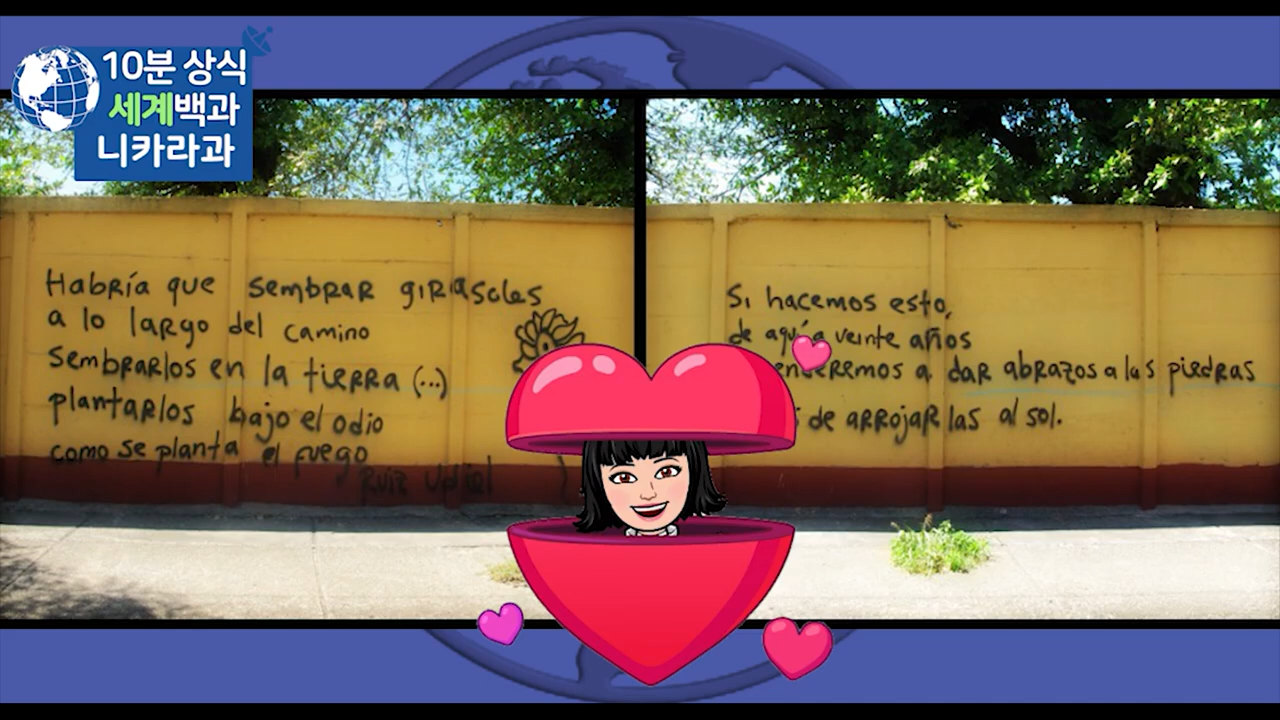 10분 상식
세계백과
니카라과
Habría que sembrar girasoles
a lo largo del camino
sembrarlos en la tierra (...)
plantarlos bajo el odio
como se planta el fuego
Ruiz Udiel
Si hacemos esto,
de aquí a veinte años
a dar abrazos a las piedras
de arrojarlas al sol.